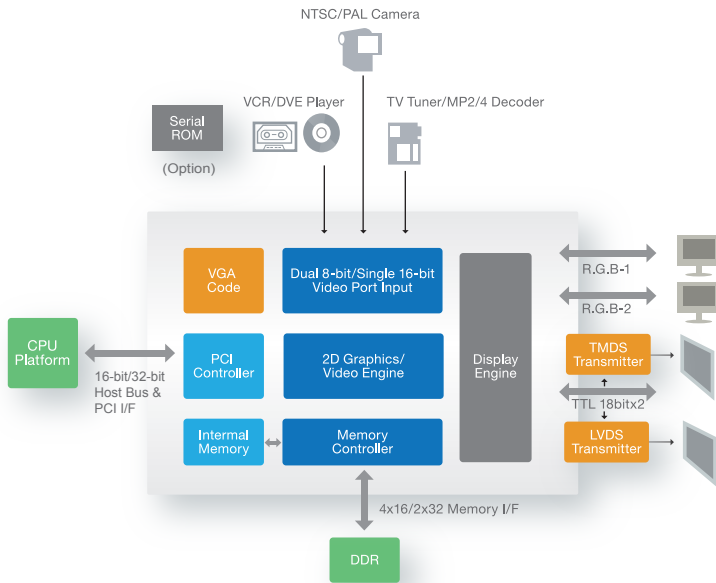 NTSC/PAL Camera
VCR/DVE Player
TV Tuner/MP2/4 Decoder
Serial
ROM
(Option)
VGA
Code
Dual 8-bit/Single 16-bit
Video Port Input
R.G.B-1
R.G.B-2
CPU
Platform
16-bit/32-bit
Host Bus &
PCI I/F
PCI
Controller
2D Graphics/
Video Engine
Display
Engine
TMDS
Transmitter
TTL 18bitx2
Internal
Memory
Memory
Controller
LVDS
Transmitter
4x16/2x32 Memory I/F
DDR